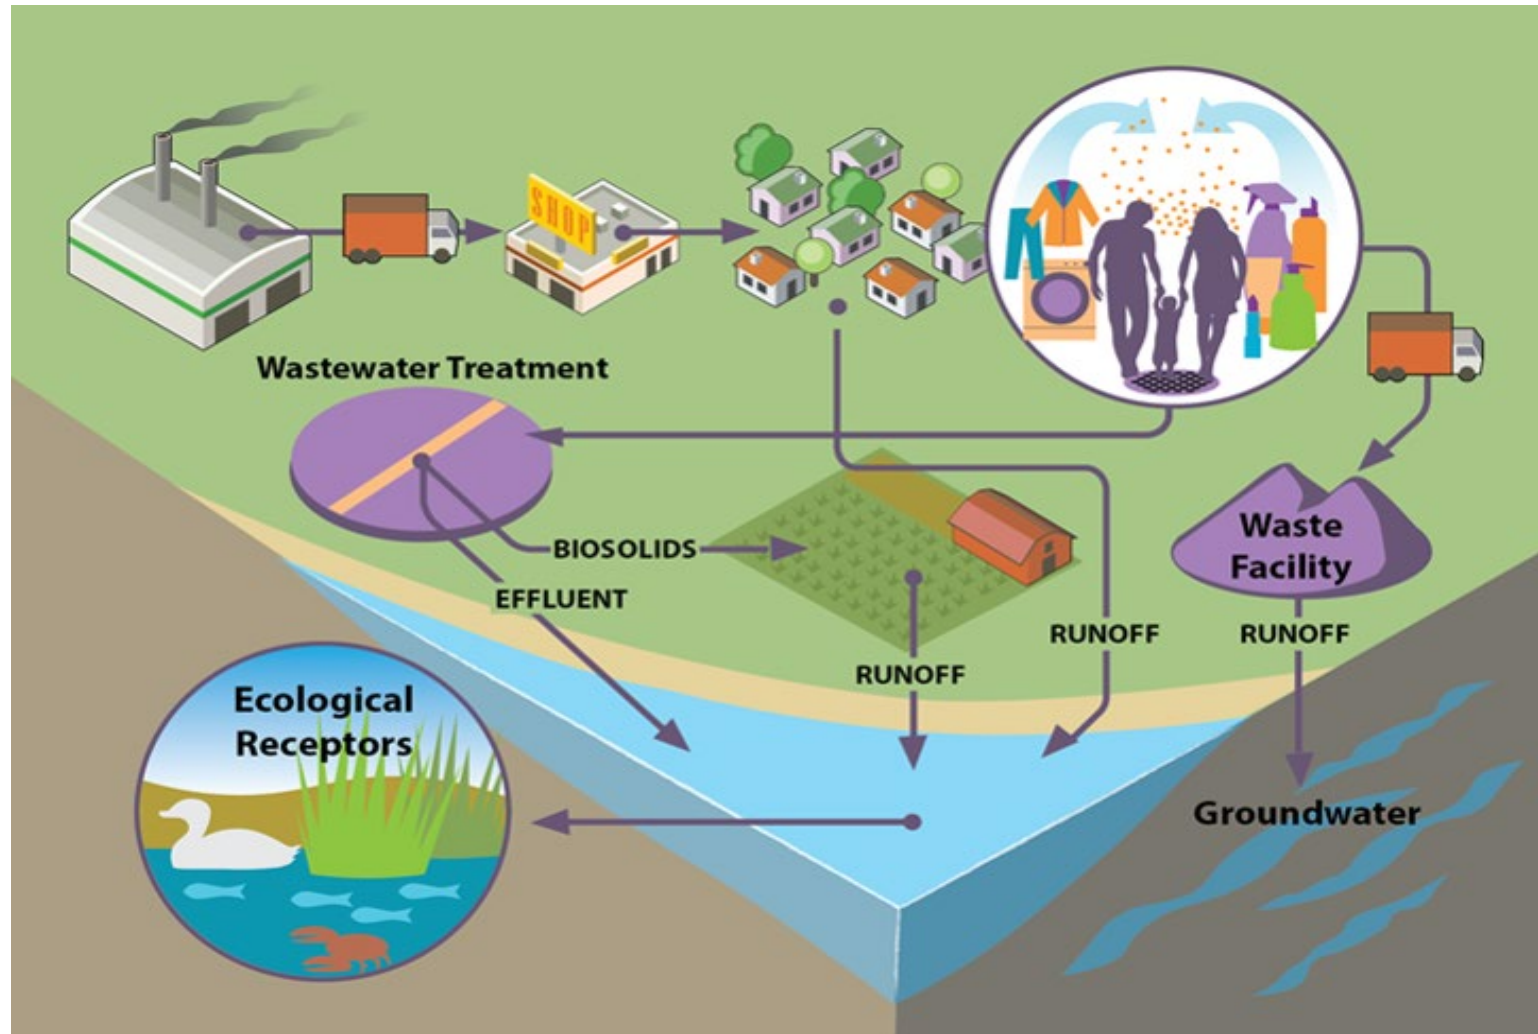 SHOP
Wastewater Treatment
Waste
Facility
BIOSOLIDS
EFFLUENT
RUNOFF
RUNOFF
RUNOFF
Ecological
Receptors
Groundwater